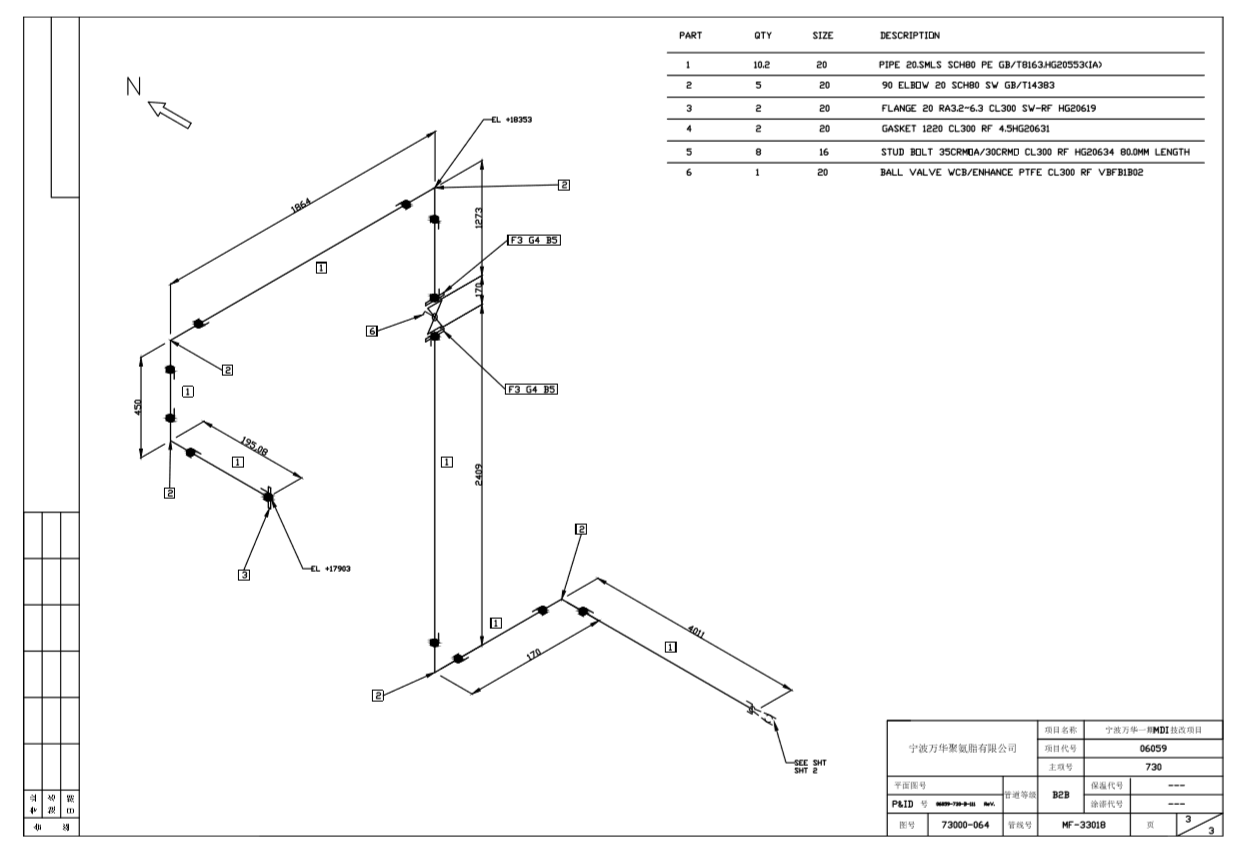 PART QTY SIZE DESCRIPTION
1 10.2 20 PIPE 20.SMLS SCH80 PE GB/T8163.HG20553(IA)
2 5 20 90 ELBOW 20 SCH80 SW GB/T14383
3 2 20 FLANGE 20 RA3.2~6.3 CL300 SW-RF HG20619
4 2 20 GASKET 1220 CL300 RF 4.5HG20631
5 8 16 STUD BOLT 35CRMOA/30CRMO CL300 RF HG20634 80.0MM LENGTH
6 1 20 BALL VALVE WCB/ENHANCE PTFE CL300 RF VBFB1B02
N
EL +18353
2
1864
1273
F3 G4 B5
1
170
6
2
1
F3 G4 B5
450
195.08
1
1
2409
2
2
3
EL +17903
1
4011
1
170
2
SEE SHT
SHT 2
宁波万华聚氨脂有限公司
项目名称 宁波万华一期MDI技改项目
项目代号 06059
主项号 730
平面图号
管道等级 B2B
保温代号 ---
P&ID 号 06059-730-B-111 ReV.
涂漆代号 ---
图号 73000-064 管线号 MF-33018 页 3/3